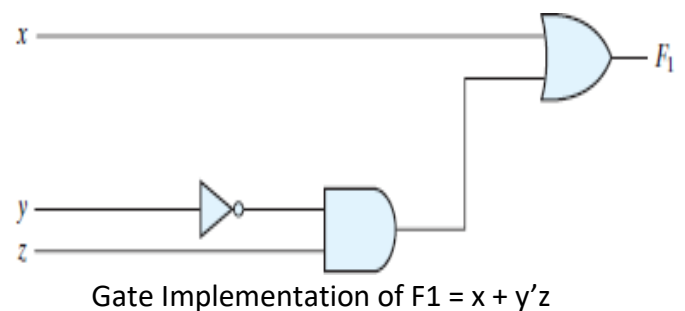 x
F₁
y
z
Gate Implementation of F1 = x + y’z